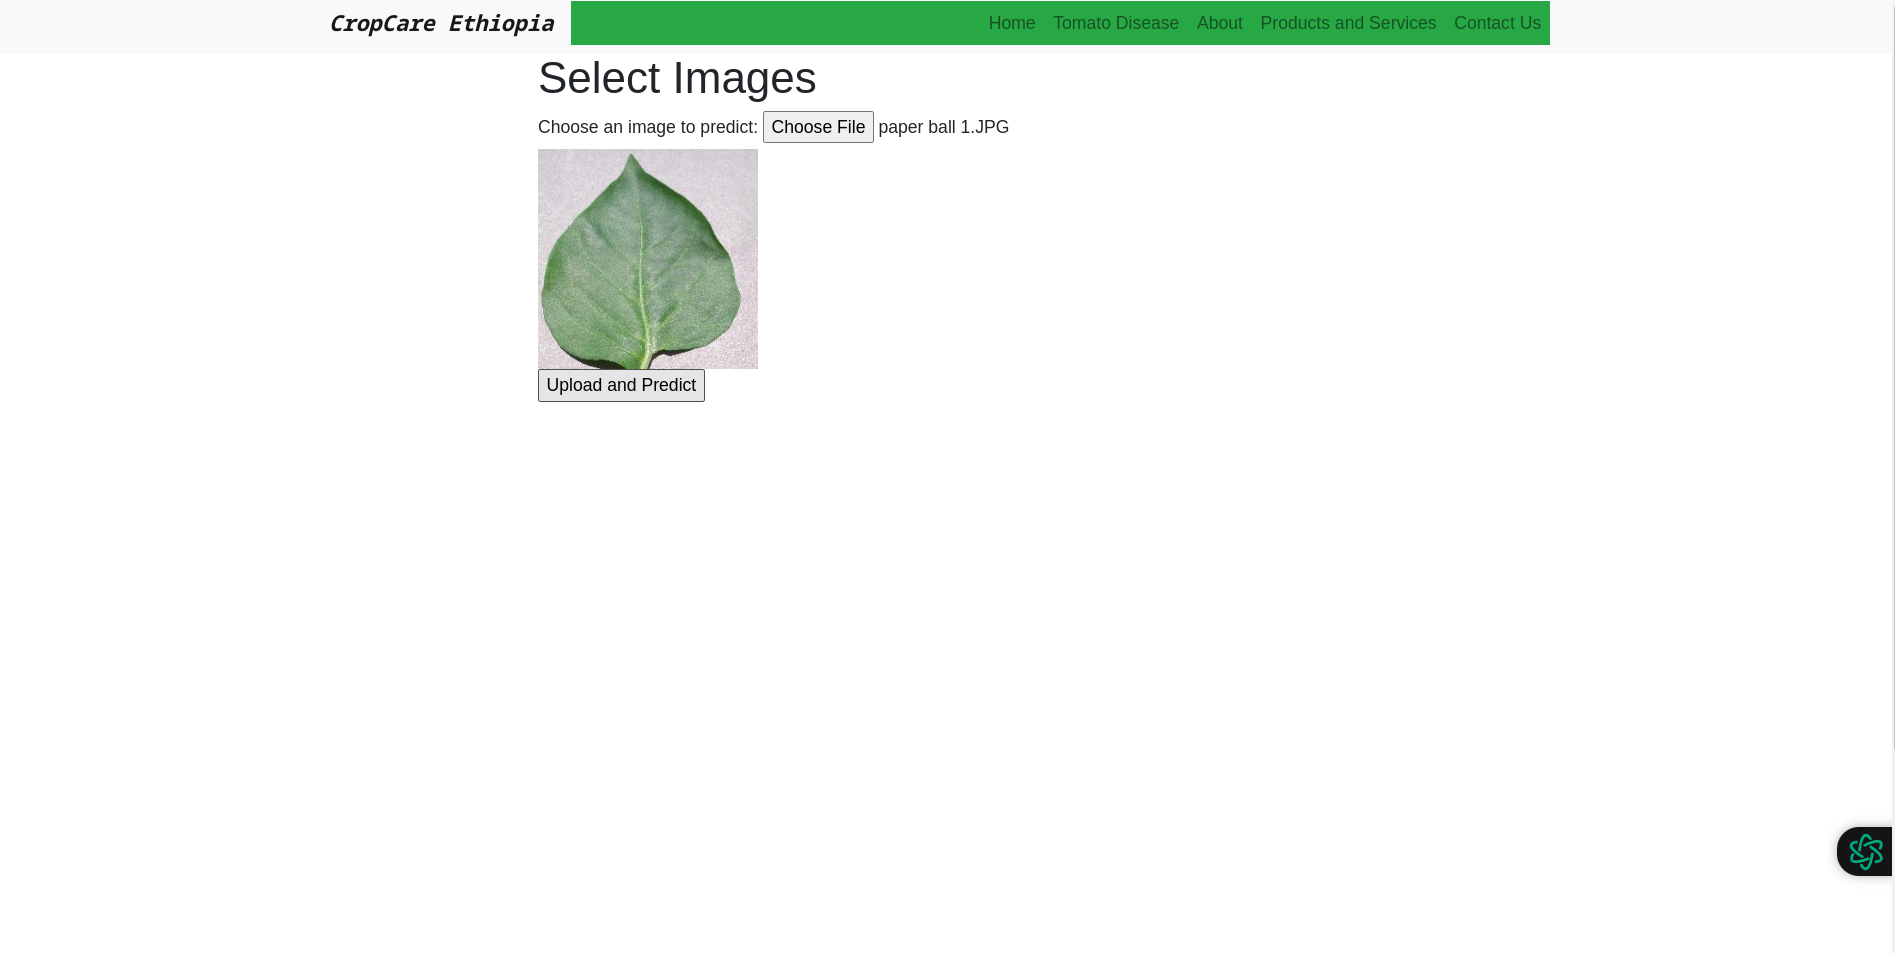 CropCare Ethiopia Home Tomato Disease About Products and Services Contact Us
Select Images
Choose an image to predict: Choose File paper ball 1.JPG
Upload and Predict